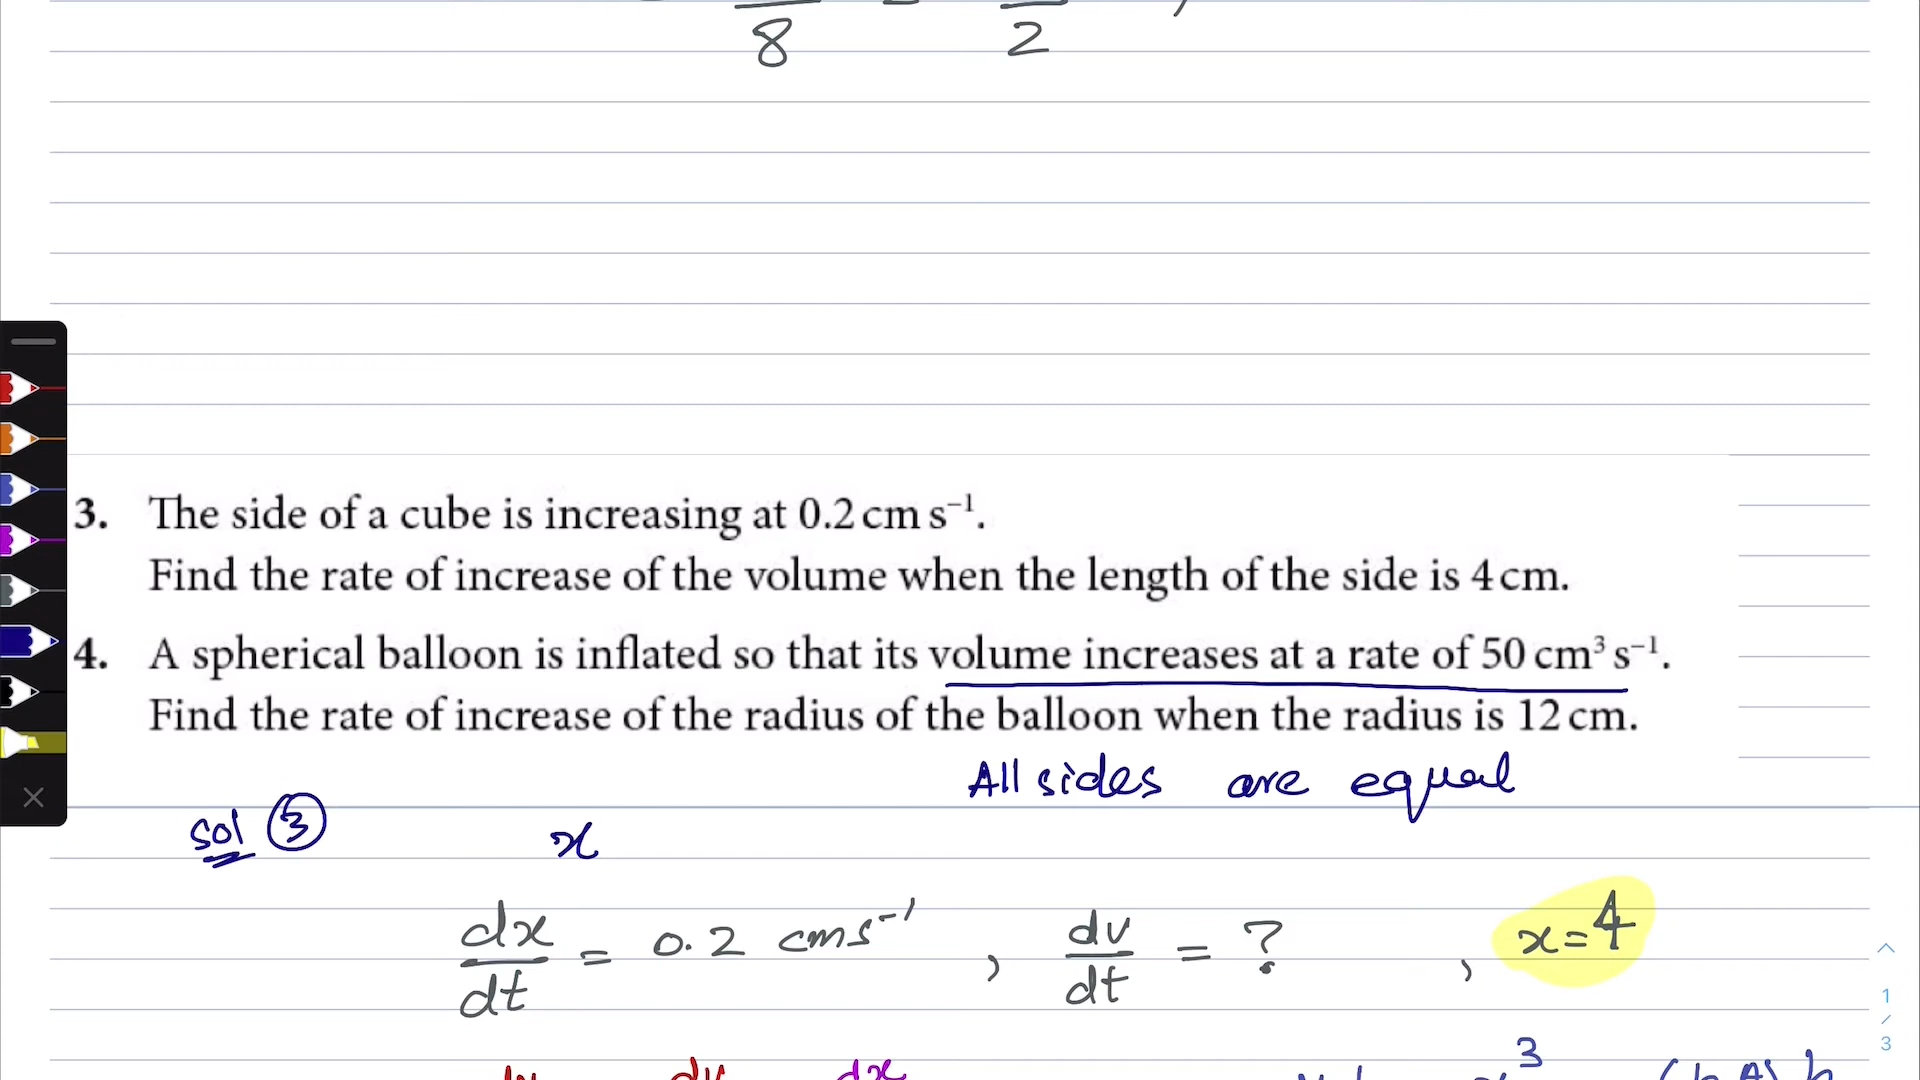 8 2
3. The side of a cube is increasing at 0.2 cm s⁻¹.
Find the rate of increase of the volume when the length of the side is 4 cm.
4. A spherical balloon is inflated so that its volume increases at a rate of 50 cm³ s⁻¹.
Find the rate of increase of the radius of the balloon when the radius is 12 cm.
All sides are equal
Sol ③ x
dx/dt = 0.2 cms⁻¹ , dv/dt = ? , x=4
1
/
3
dv dx
3